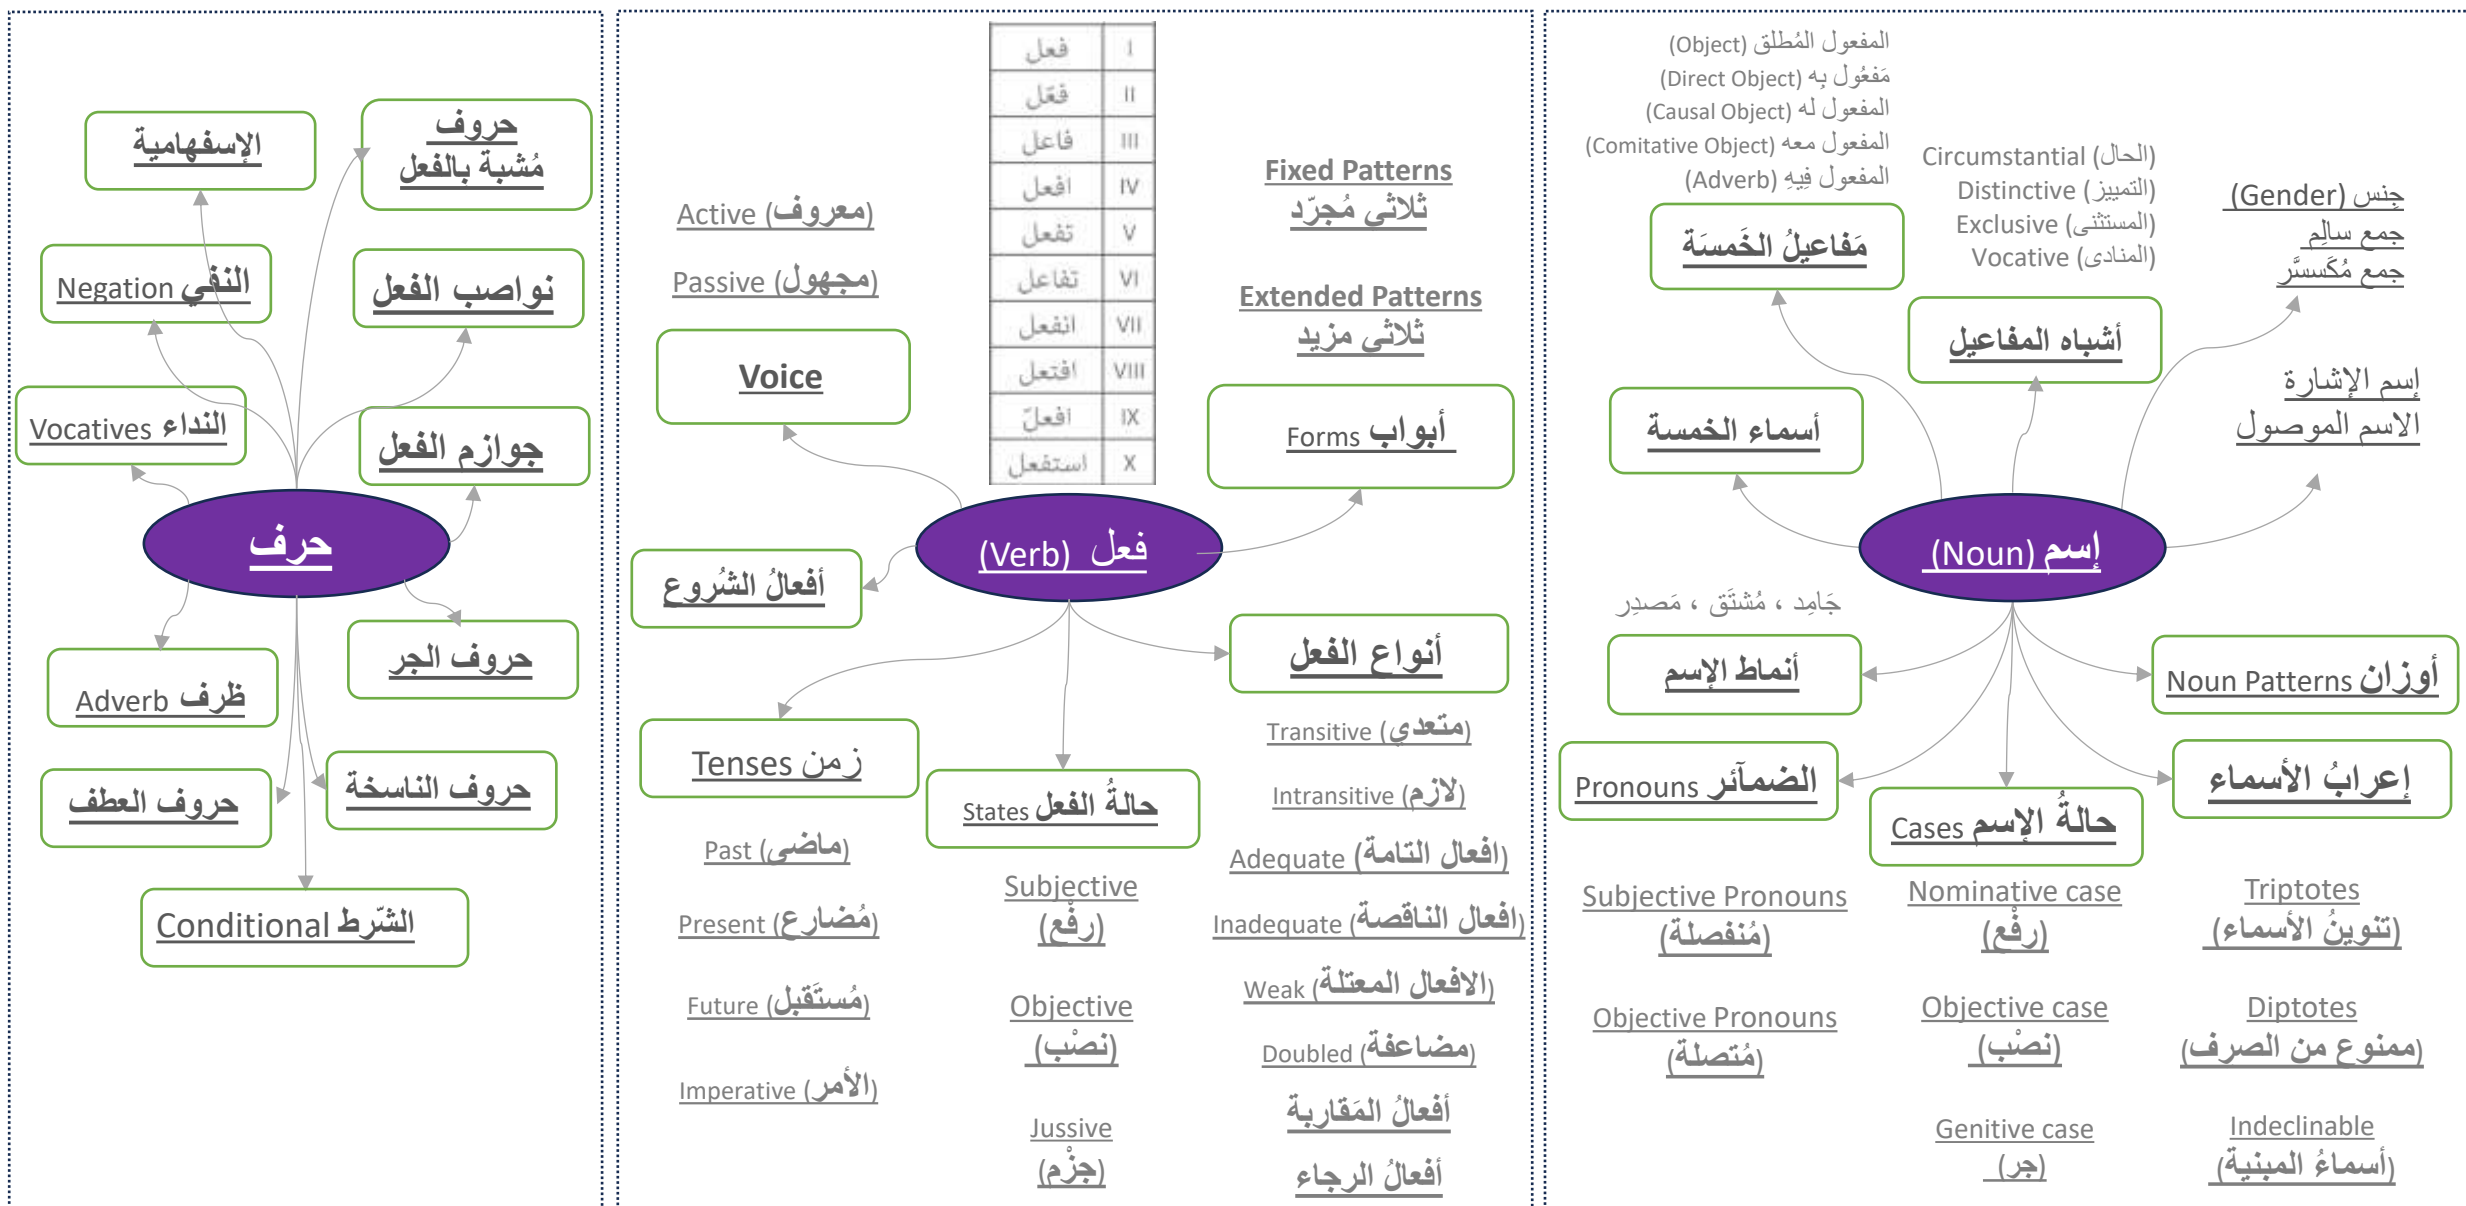 الإسفهامية
حروف
مُشبة بالفعل
النفي Negation
نواصب الفعل
النداء Vocatives
جوازم الفعل
حرف
حروف الجر
ظرف Adverb
حروف الناسخة
حروف العطف
الشّرط Conditional
فعل I
فعّل II
فاعل III
افعل IV
تفعل V
تفاعل VI
انفعل VII
افتعل VIII
افعلّ IX
استفعل X
Active (معروف)
Passive (مجهول)
Voice
Fixed Patterns
ثلاثي مُجرّد
Extended Patterns
ثلاثي مزيد
أبواب Forms
فعل (Verb)
أفعالُ الشُروع
أنواع الفعل
زمن Tenses
حالةُ الفعل States
Past (ماضى)
Present (مُضارع)
Future (مُستَقبل)
Imperative (الأمر)
Subjective
(رفْع)
Objective
(نصْب)
Jussive
(جزْم)
Transitive (متعدي)
Intransitive (لازم)
Adequate (افعال التامة)
Inadequate (افعال الناقصة)
Weak (الافعال المعتلة)
Doubled (مضاعفة)
أفعالُ المَقاربة
أفعالُ الرجاء
المفعول المُطلق (Object)
مَفعُول بِه (Direct Object)
المفعول له (Causal Object)
المفعول معه (Comitative Object)
المفعول فِيهِ (Adverb)
مَفاعيلُ الخَمسَة
Circumstantial (الحال)
Distinctive (التمييز)
Exclusive (المستثنى)
Vocative (المنادى)
أشباه المفاعيل
جِنس (Gender)
جمع سالِم
جمع مُكَسسَّر
إسم الإشارة
الاسم الموصول
أسماء الخمسة
إسم (Noun)
جَامِد ، مُشتَق ، مَصدِر
أنماط الإسم
أوزان Noun Patterns
الضمآئر Pronouns
حالةُ الإسم Cases
إعرابُ الأسماء
Subjective Pronouns
(مُنفصلة)
Objective Pronouns
(مُتصلة)
Nominative case
(رفْع)
Objective case
(نصْب)
Genitive case
(جر)
Triptotes
(تنوينُ الأسماء)
Diptotes
(ممنوع من الصرف)
Indeclinable
(أسماءُ المبنية)